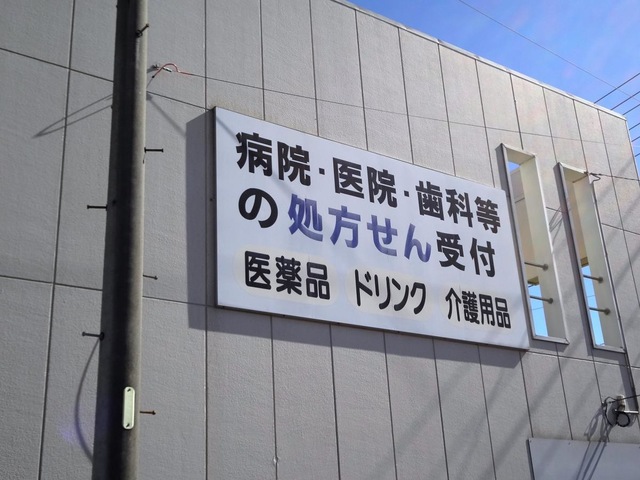 病院・医院・歯科等
の処方せん受付
医薬品 ドリンク 介護用品